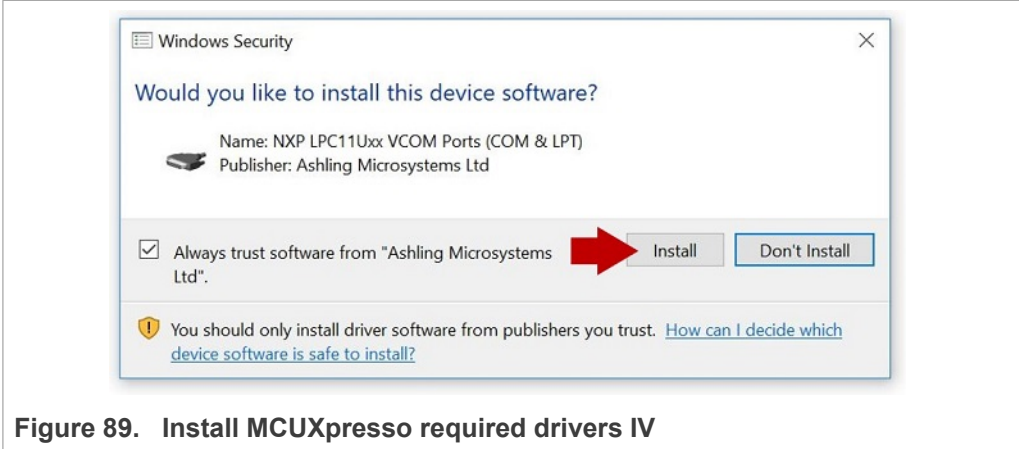 Windows Security
Would you like to install this device software?
Name: NXP LPC11Uxx VCOM Ports (COM & LPT)
Publisher: Ashling Microsystems Ltd
Always trust software from "Ashling Microsystems
Ltd".
Install
Don't Install
You should only install driver software from publishers you trust. How can I decide which
device software is safe to install?
Figure 89. Install MCUXpresso required drivers IV